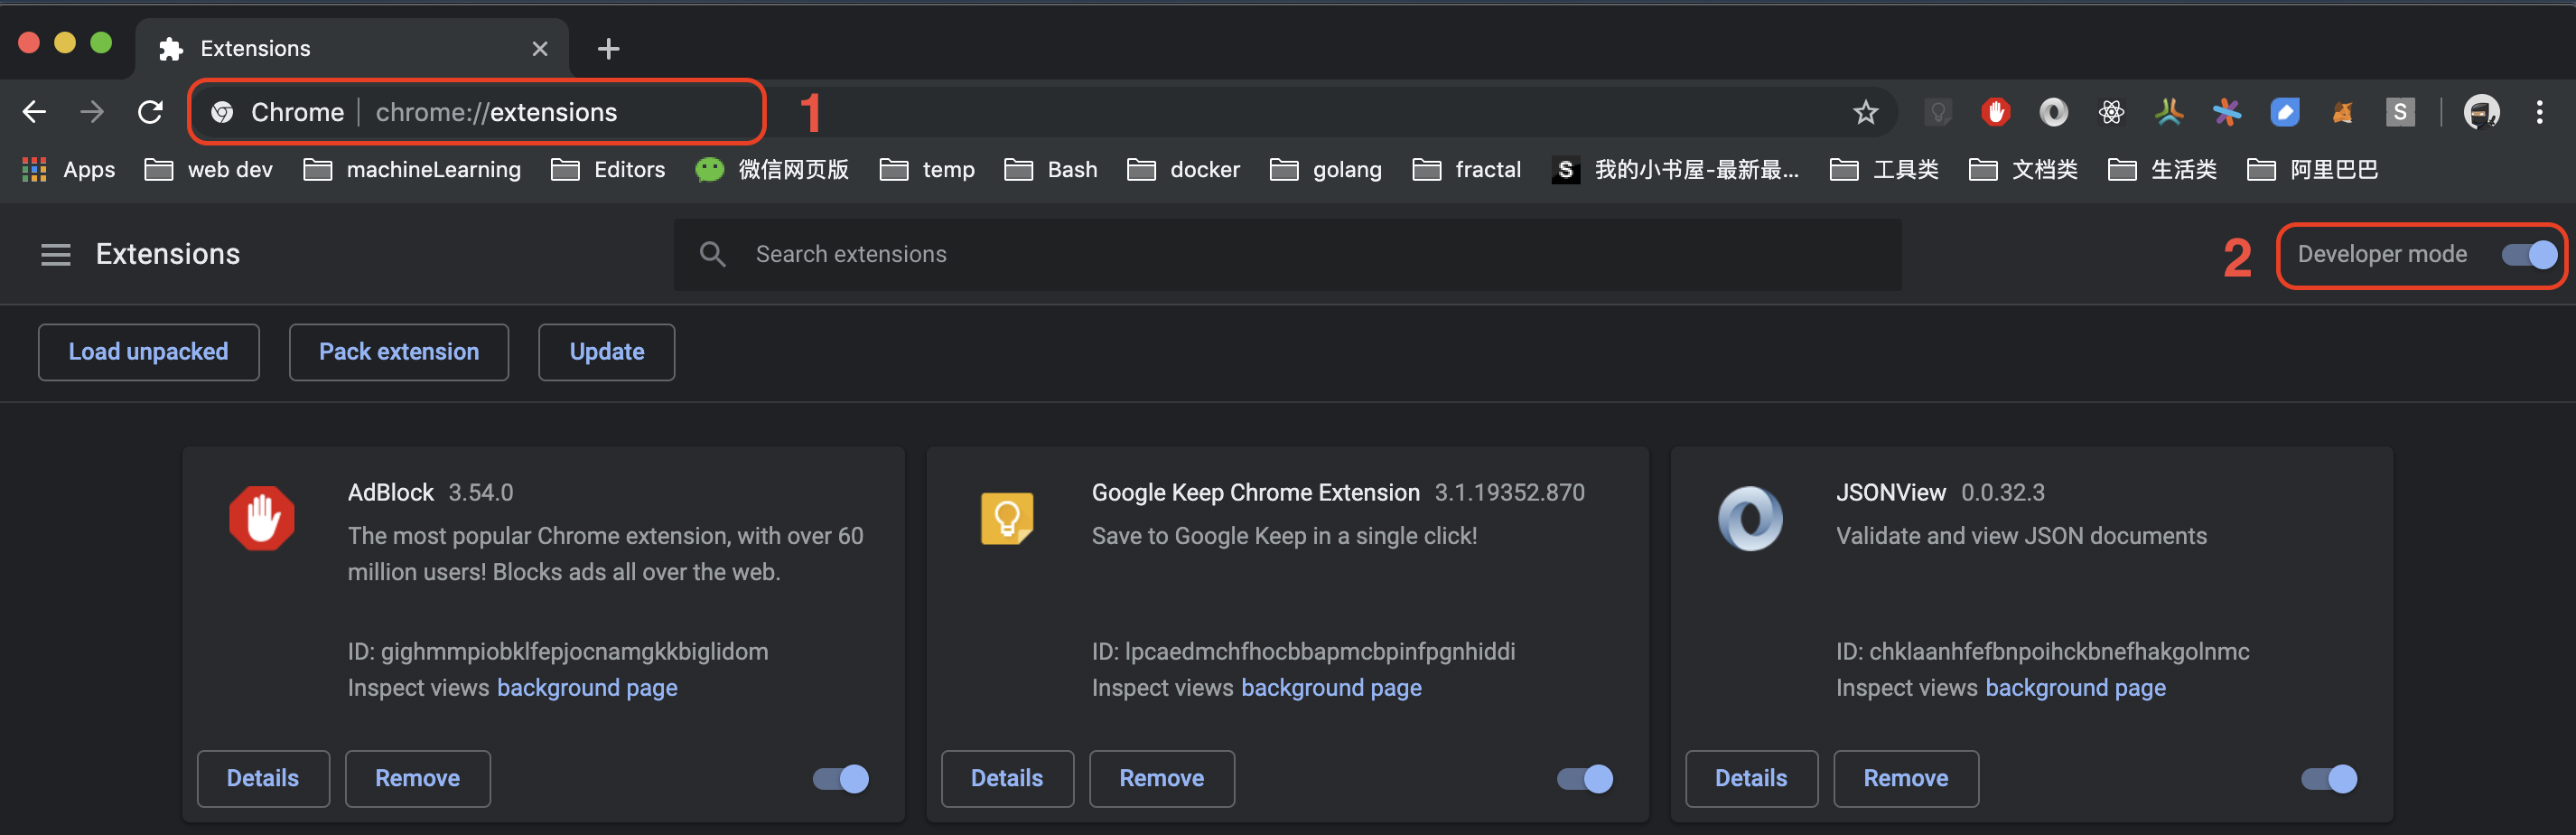 Extensions
Chrome | chrome://extensions 1
S
Apps web dev machineLearning Editors 微信网页版 temp Bash docker golang fractal S 我的小书屋-最新最... 工具类 文档类 生活类 阿里巴巴
Extensions Search extensions 2 Developer mode
Load unpacked Pack extension Update
AdBlock 3.54.0
The most popular Chrome extension, with over 60
million users! Blocks ads all over the web.
ID: gighmmpiobklfepjocnamgkkbiglidom
Inspect views background page
Details Remove
Google Keep Chrome Extension 3.1.19352.870
Save to Google Keep in a single click!
ID: lpcaedmchfhocbbapmcbpinfpgnhiddi
Inspect views background page
Details Remove
JSONView 0.0.32.3
Validate and view JSON documents
ID: chklaanhfefbnpoihckbnefhakgolnmc
Inspect views background page
Details Remove